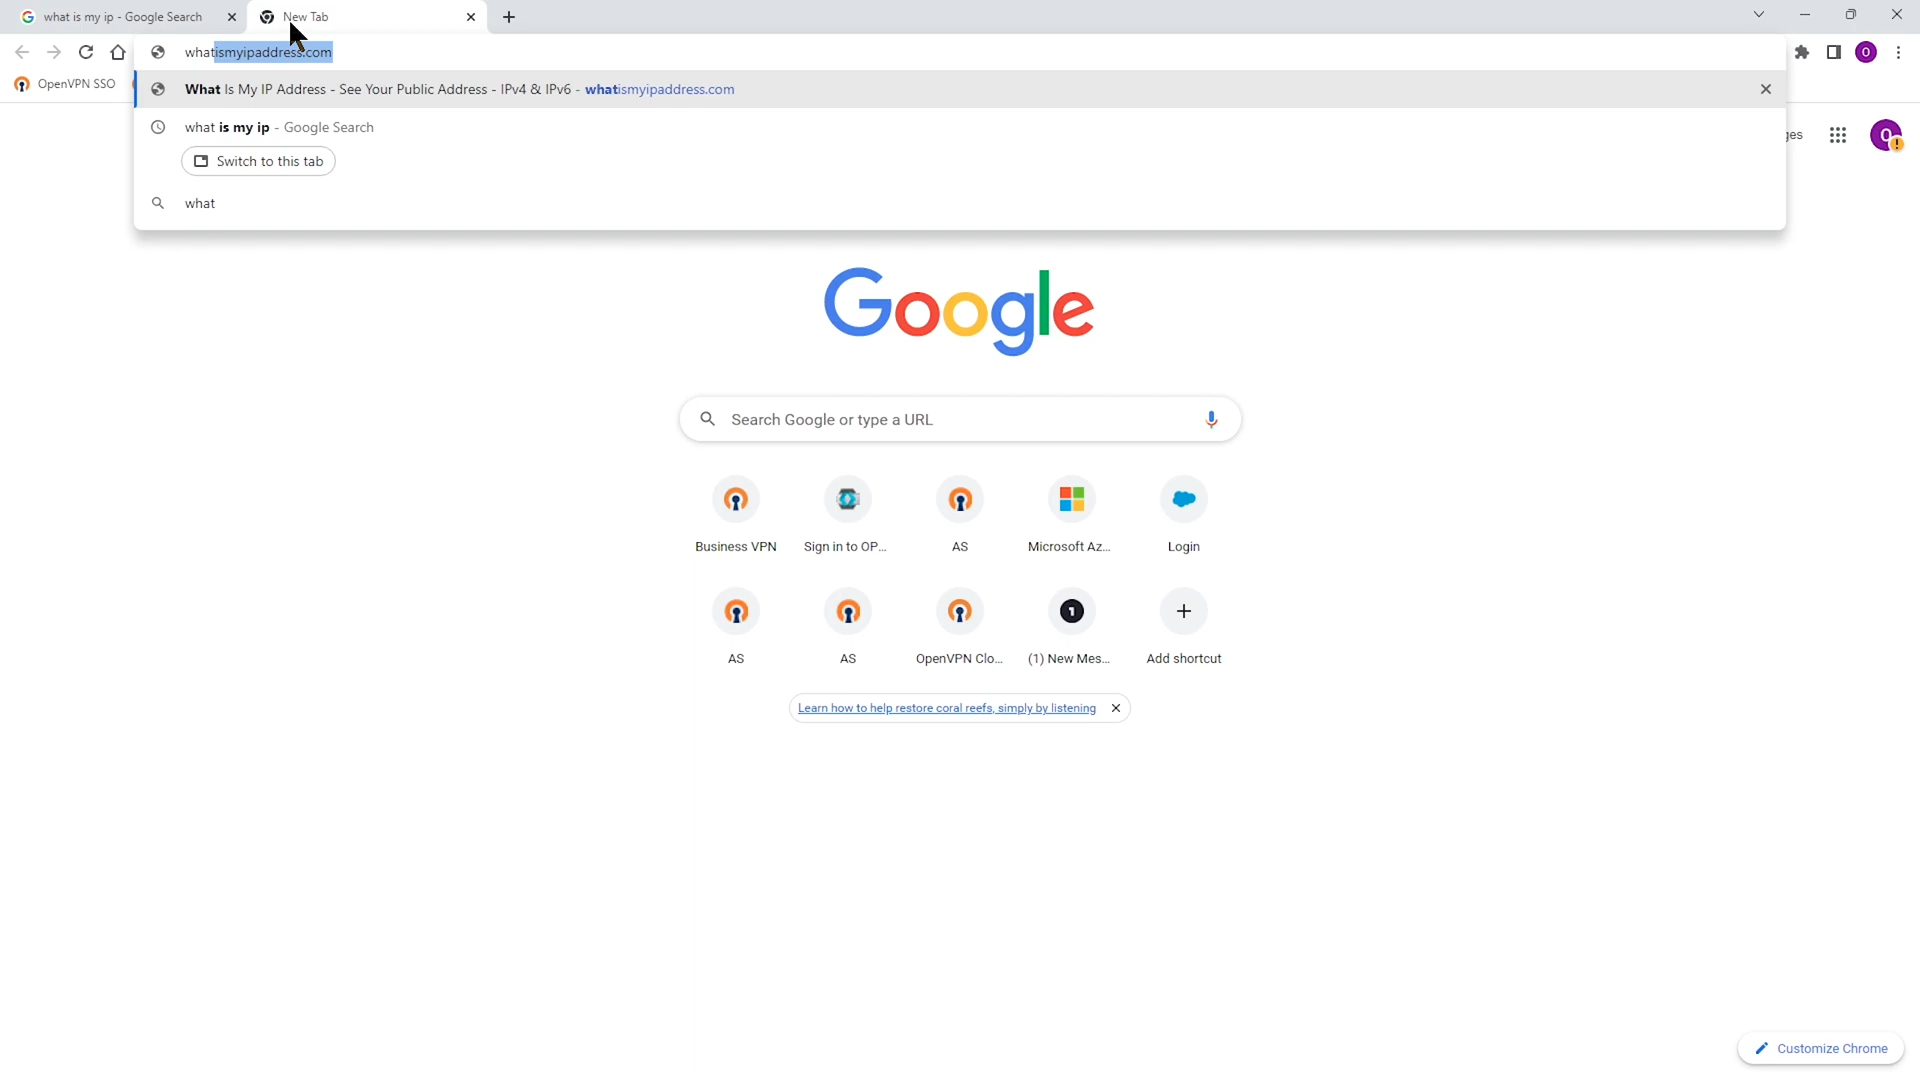 what is my ip - Google Search
New Tab
whatismyipaddress.com
OpenVPN SSO
What Is My IP Address - See Your Public Address - IPv4 & IPv6 - whatismyipaddress.com
what is my ip - Google Search
Switch to this tab
what
Google
Search Google or type a URL
Business VPN
Sign in to OP...
AS
Microsoft Az...
Login
AS
AS
OpenVPN Clo...
(1) New Mes...
Add shortcut
Learn how to help restore coral reefs, simply by listening
Customize Chrome